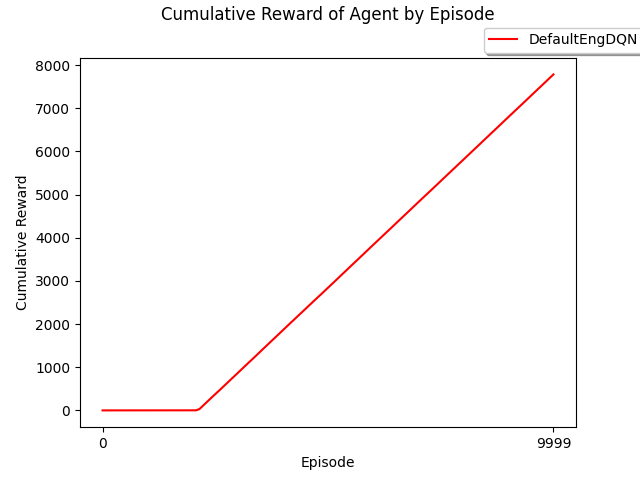 Cumulative Reward of Agent by Episode
DefaultEngDQN
8000
7000
6000
5000
4000
3000
2000
1000
0
Cumulative Reward
0
9999
Episode